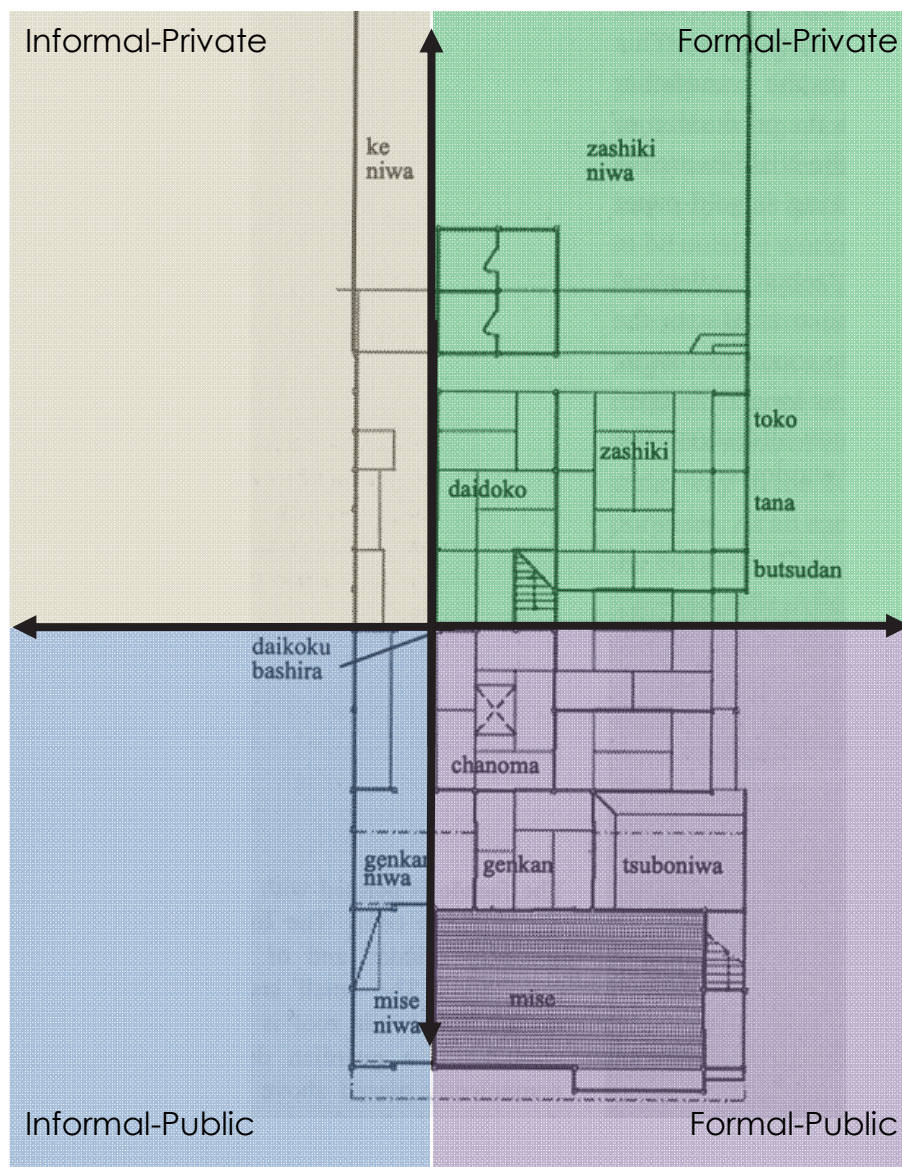 Informal-Private
Formal-Private
ke
niwa
zashiki
niwa
toko
zashiki
daidoko
tana
butsudan
daikoku
bashira
chanoma
genkan
niwa
genkan
tsuboniwa
mise
niwa
mise
Informal-Public
Formal-Public